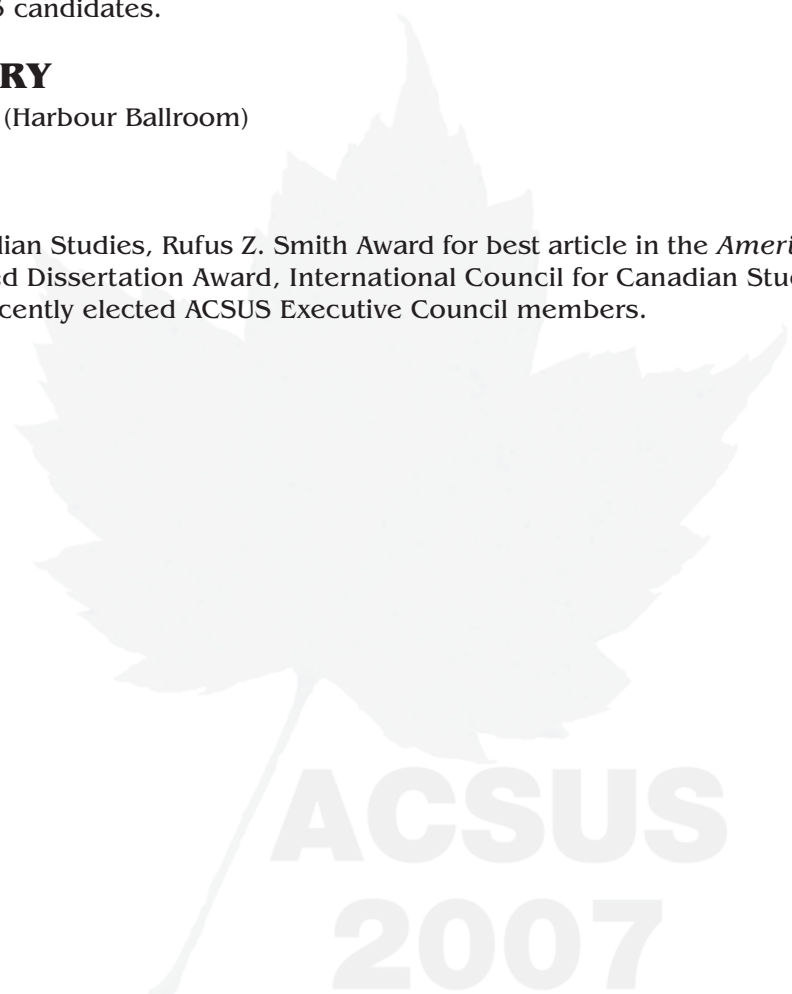 candidates.
RY
(Harbour Ballroom)
dian Studies, Rufus Z. Smith Award for best article in the Ameri
ed Dissertation Award, International Council for Canadian Stu
cently elected ACSUS Executive Council members.
ACSUS
2007